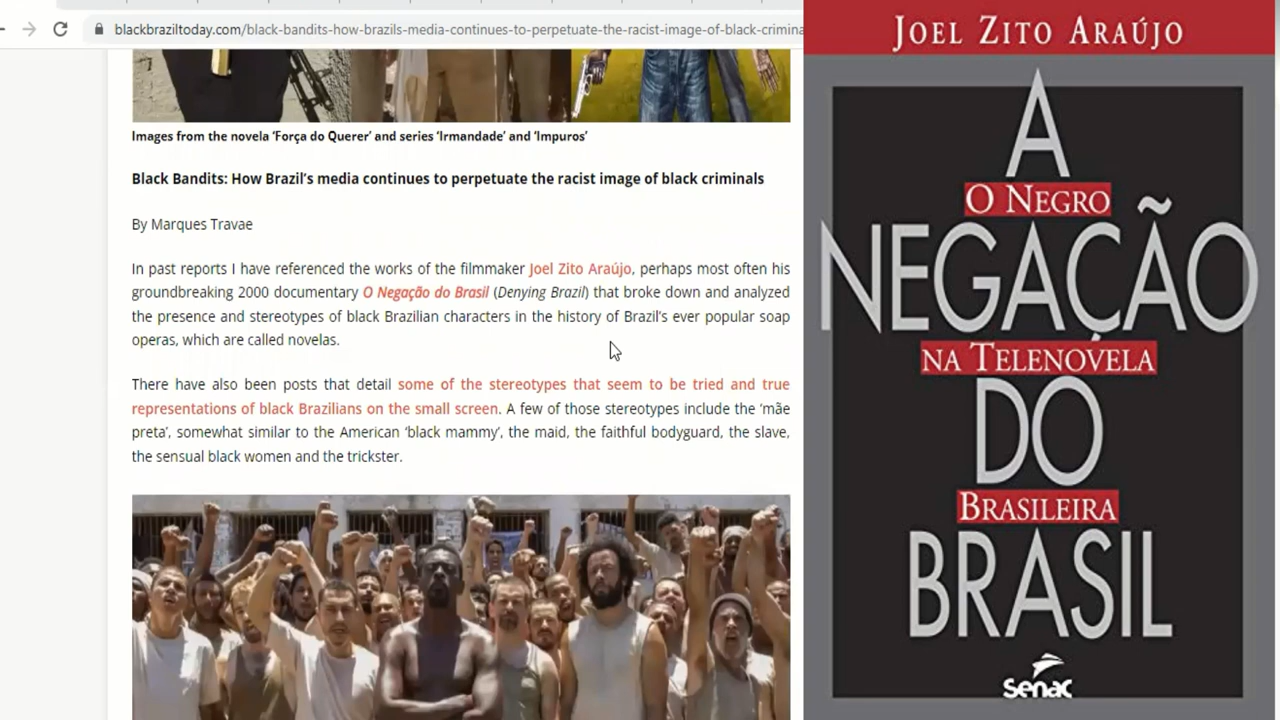 blackbraziltoday.com/black-bandits-how-brazils-media-continues-to-perpetuate-the-racist-image-of-black-crimina
Images from the novela ‘Força do Querer’ and series ‘Irmandade’ and ‘Impuros’
Black Bandits: How Brazil’s media continues to perpetuate the racist image of black criminals
By Marques Travae
In past reports I have referenced the works of the filmmaker Joel Zito Araújo, perhaps most often his
groundbreaking 2000 documentary O Negação do Brasil (Denying Brazil) that broke down and analyzed
the presence and stereotypes of black Brazilian characters in the history of Brazil’s ever popular soap
operas, which are called novelas.
There have also been posts that detail some of the stereotypes that seem to be tried and true
representations of black Brazilians on the small screen. A few of those stereotypes include the ‘mãe
preta’, somewhat similar to the American ‘black mammy’, the maid, the faithful bodyguard, the slave,
the sensual black women and the trickster.
JOEL ZITO ARAÚJO
A
O NEGRO
NEGAÇÃO
NA TELENOVELA
DO
BRASILEIRA
BRASIL
senac